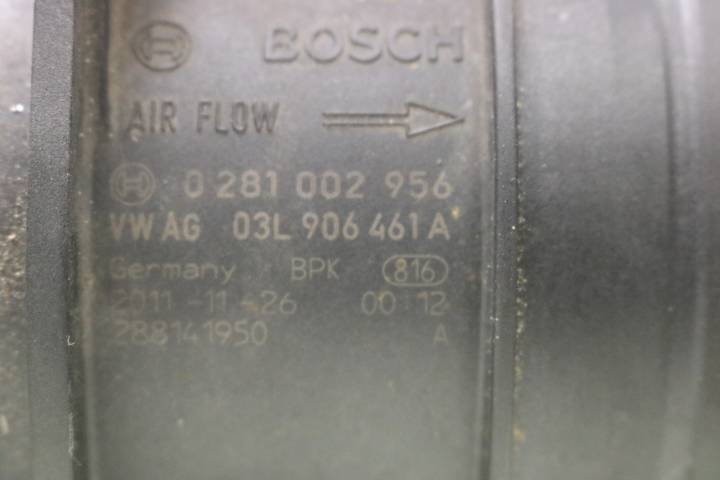 BOSCH
AIR FLOW
0 281 002 956
VW AG 03L 906 461 A
Germany BPK 816
2011-11-26 00 12
288141950 A